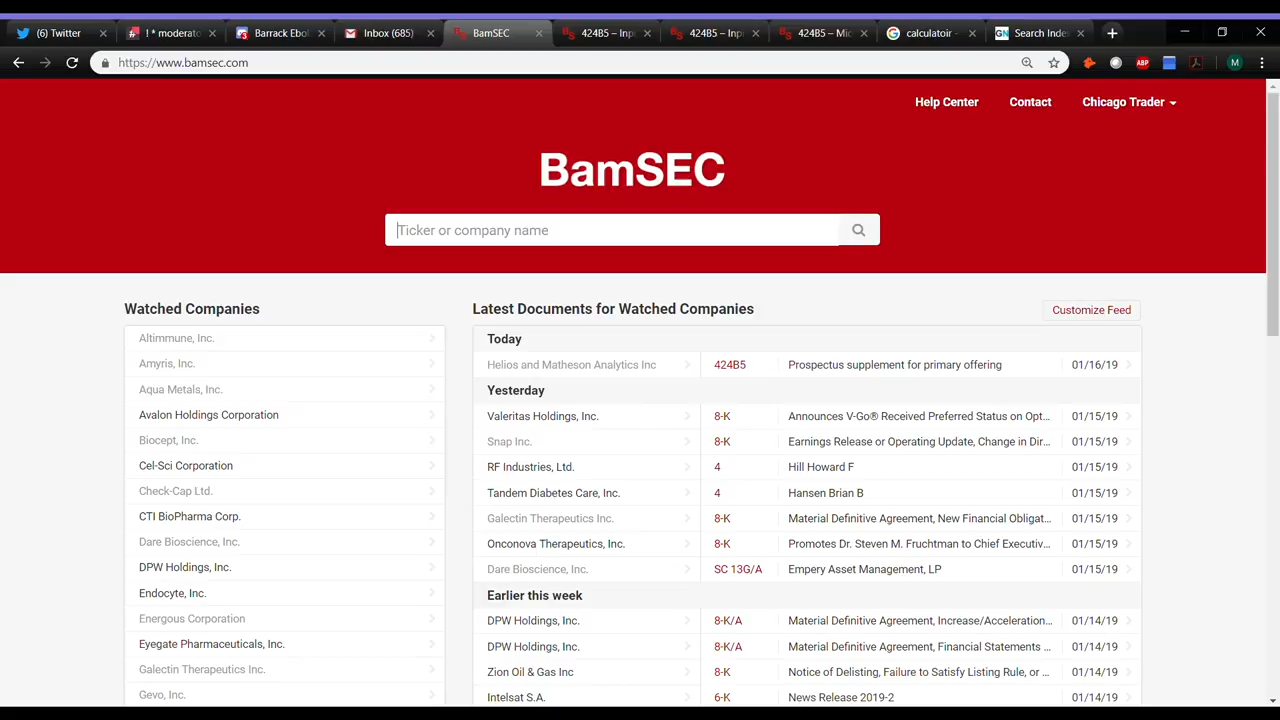 (6) Twitter
! * moderato
Barrack Ebol
Inbox (685)
BamSEC
424B5 – Inp
424B5 – Inp
424B5 – Mic
calculatoir -
Search Inde
https://www.bamsec.com
ABP
M
Help Center
Contact
Chicago Trader
BamSEC
Ticker or company name
Watched Companies
Altimmune, Inc.
Amyris, Inc.
Aqua Metals, Inc.
Avalon Holdings Corporation
Biocept, Inc.
Cel-Sci Corporation
Check-Cap Ltd.
CTI BioPharma Corp.
Dare Bioscience, Inc.
DPW Holdings, Inc.
Endocyte, Inc.
Energous Corporation
Eyegate Pharmaceuticals, Inc.
Galectin Therapeutics Inc.
Gevo, Inc.
Latest Documents for Watched Companies
Customize Feed
Today
Helios and Matheson Analytics Inc 424B5 Prospectus supplement for primary offering 01/16/19
Yesterday
Valeritas Holdings, Inc. 8-K Announces V-Go® Received Preferred Status on Opt... 01/15/19
Snap Inc. 8-K Earnings Release or Operating Update, Change in Dir... 01/15/19
RF Industries, Ltd. 4 Hill Howard F 01/15/19
Tandem Diabetes Care, Inc. 4 Hansen Brian B 01/15/19
Galectin Therapeutics Inc. 8-K Material Definitive Agreement, New Financial Obligat... 01/15/19
Onconova Therapeutics, Inc. 8-K Promotes Dr. Steven M. Fruchtman to Chief Executiv... 01/15/19
Dare Bioscience, Inc. SC 13G/A Empery Asset Management, LP 01/15/19
Earlier this week
DPW Holdings, Inc. 8-K/A Material Definitive Agreement, Increase/Acceleration... 01/14/19
DPW Holdings, Inc. 8-K/A Material Definitive Agreement, Financial Statements ... 01/14/19
Zion Oil & Gas Inc 8-K Notice of Delisting, Failure to Satisfy Listing Rule, or ... 01/14/19
Intelsat S.A. 6-K News Release 2019-2 01/14/19